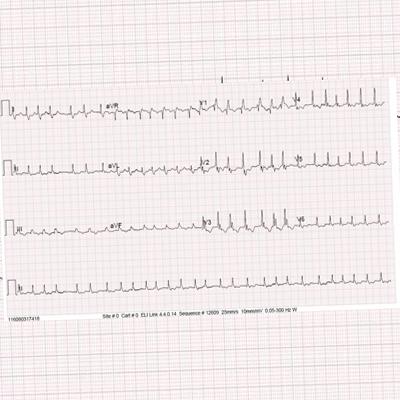 I aVR V1 V4
II aVL V2 V5
III aVF V3 V6
II
116080317418 Site # 0 Cart # 0 ELI Link 4.4.0.14 Sequence # 12609 25mm/s 10mm/mV 0.05-300 Hz W